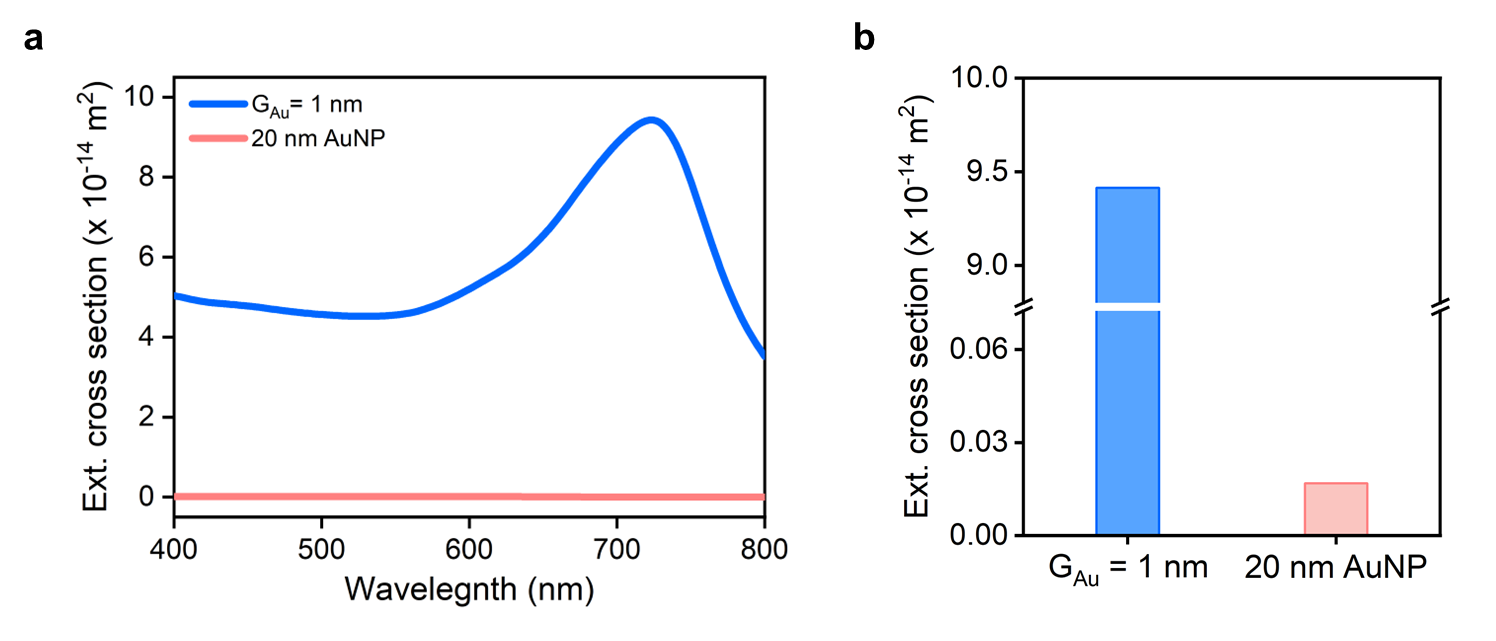 a
Ext. cross section (x 10⁻¹⁴ m²)
10
8
6
4
2
0
G_Au= 1 nm
20 nm AuNP
400 500 600 700 800
Wavelegnth (nm)
b
Ext. cross section (x 10⁻¹⁴ m²)
10.0
9.5
9.0
0.06
0.03
0.00
G_Au = 1 nm 20 nm AuNP